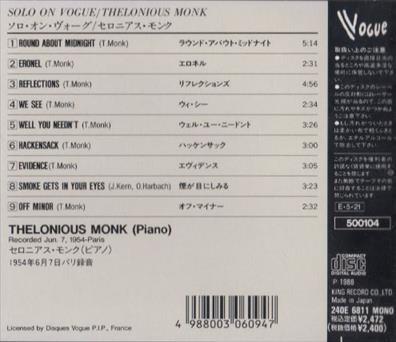 SOLO ON VOGUE/THELONIOUS MONK
ソロ・オン・ヴォーグ/セロニアス・モンク
1 ROUND ABOUT MIDNIGHT (T.Monk) ラウンド・アバウト・ミッドナイト 5:14
2 ERONEL (T.Monk) エロネル 2:31
3 REFLECTIONS (T.Monk) リフレクションズ 4:56
4 WE SEE (T.Monk) ウィ・シー 2:34
5 WELL YOU NEEDN'T (T.Monk) ウェル・ユー・ニードント 3:26
6 HACKENSACK (T.Monk) ハッケンサック 3:07
7 EVIDENCE (T.Monk) エヴィデンス 3:05
8 SMOKE GETS IN YOUR EYES (J.Kern, O.Harbach) 煙が目にしみる 3:23
9 OFF MINOR (T.Monk) オフ・マイナー 2:32
THELONIOUS MONK (Piano)
Recorded Jun. 7, 1954-Paris
セロニアス・モンク(ピアノ)
1954年6月7日パリ録音
Licensed by Disques Vogue P.I.P., France
4 988003 060947
Vogue
取扱い上のご注意
E・5・21
500104
COMPACT
disc
DIGITAL AUDIO
P 1988
KING RECORD CO.,LTD
Made in Japan
240E 6811 MONO
税込定価¥2,472
(税抜価格¥2,400)